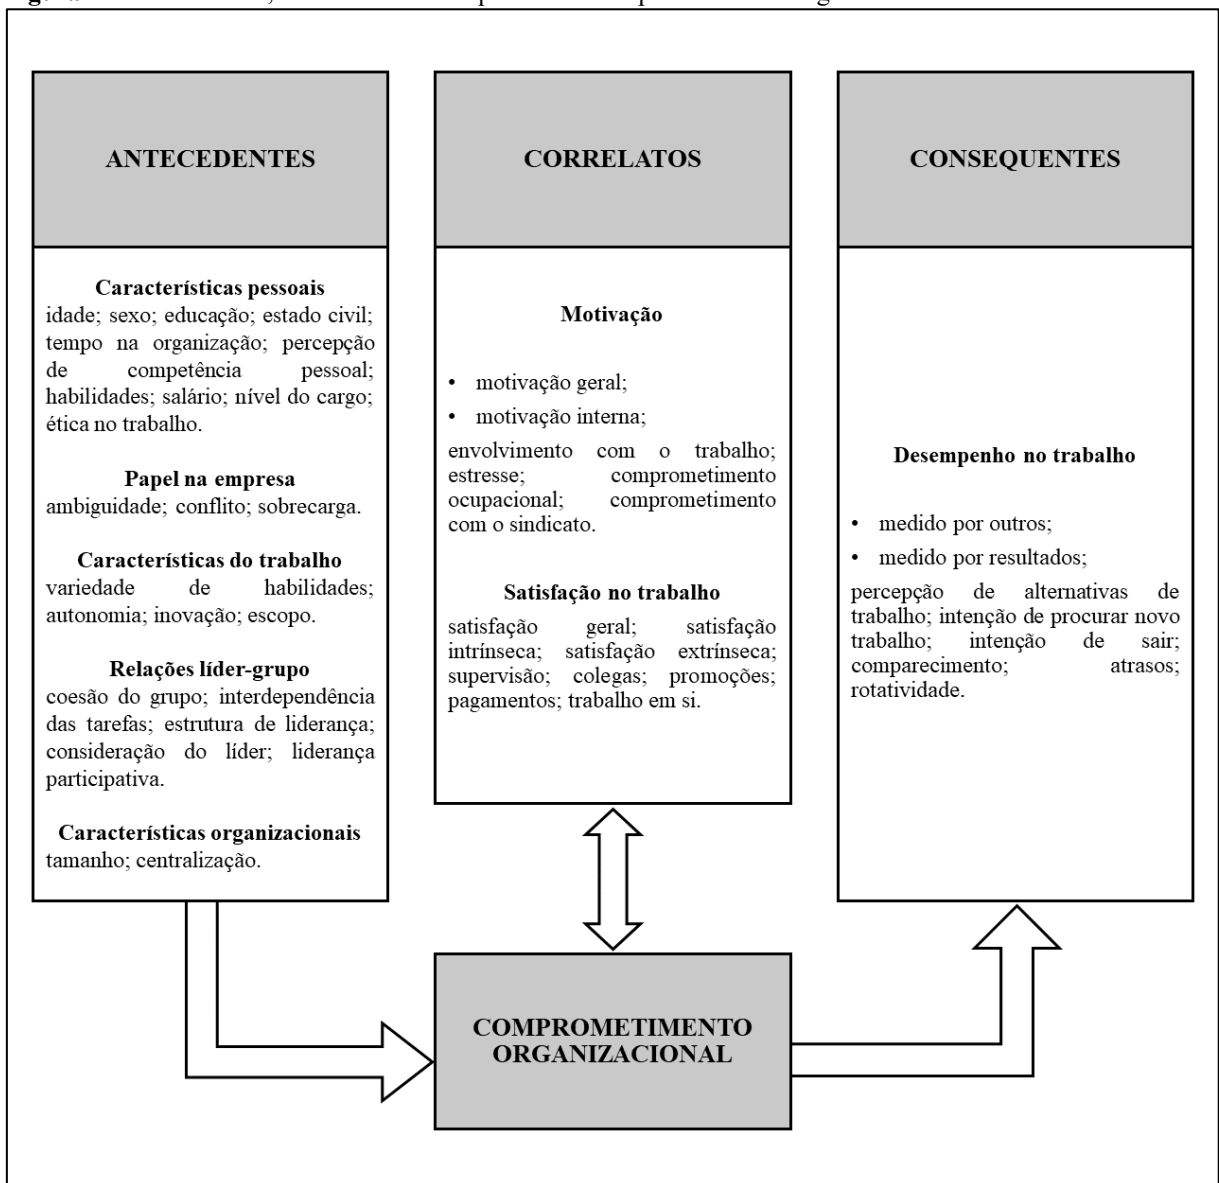 ANTECEDENTES
Características pessoais
idade; sexo; educação; estado civil;
tempo na organização; percepção
de competência pessoal;
habilidades; salário; nível do cargo;
ética no trabalho.
Papel na empresa
ambiguidade; conflito; sobrecarga.
Características do trabalho
variedade de habilidades;
autonomia; inovação; escopo.
Relações líder-grupo
coesão do grupo; interdependência
das tarefas; estrutura de liderança;
consideração do líder; liderança
participativa.
Características organizacionais
tamanho; centralização.
CORRELATOS
Motivação
• motivação geral;
• motivação interna;
envolvimento com o trabalho;
estresse; comprometimento
ocupacional; comprometimento
com o sindicato.
Satisfação no trabalho
satisfação geral; satisfação
intrínseca; satisfação extrínseca;
supervisão; colegas; promoções;
pagamentos; trabalho em si.
CONSEQUENTES
Desempenho no trabalho
• medido por outros;
• medido por resultados;
percepção de alternativas de
trabalho; intenção de procurar novo
trabalho; intenção de sair;
comparecimento; atrasos;
rotatividade.
COMPROMETIMENTO
ORGANIZACIONAL